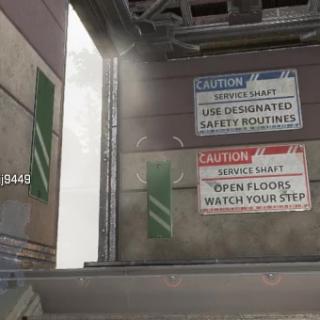 CAUTION
SERVICE SHAFT
USE DESIGNATED
SAFETY ROUTINES
CAUTION
SERVICE SHAFT
OPEN FLOORS
WATCH YOUR STEP
j9449